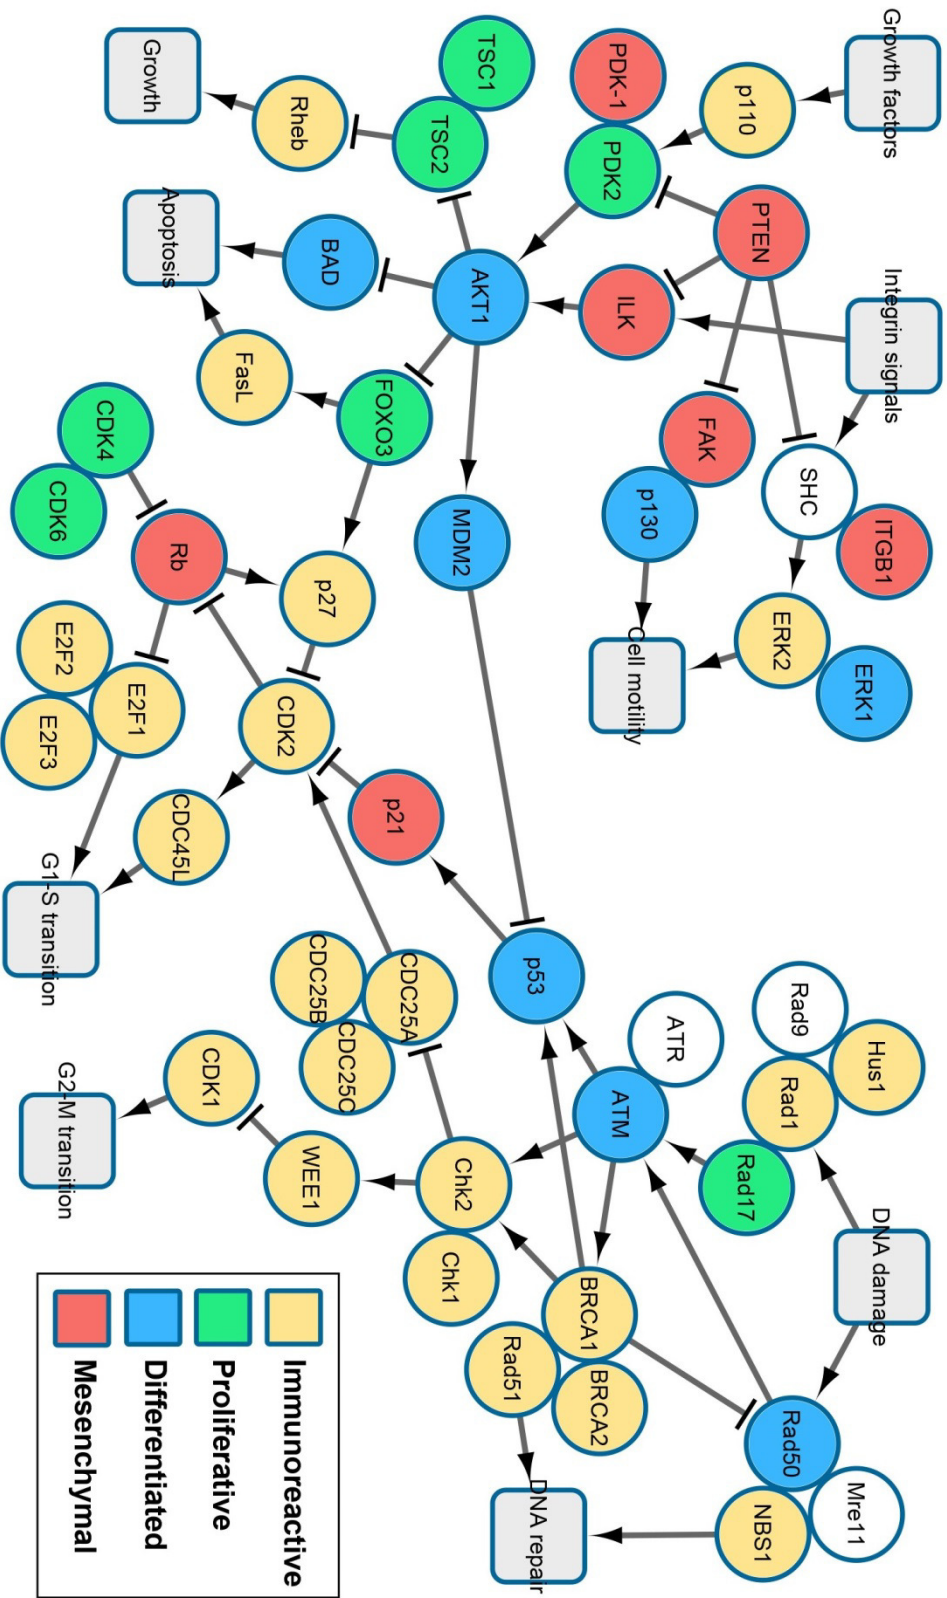 Growth factors
Integrin signals
DNA damage
p110
PTEN
SHC
ITGB1
ERK2
ERK1
Rad9
Hus1
Rad1
Rad17
Rad50
Mre11
NBS1
PDK-1
PDK2
ILK
FAK
p130
Cell motility
ATR
ATM
BRCA1
BRCA2
Rad51
DNA repair
TSC1
TSC2
AKT1
MDM2
p53
Chk2
Chk1
Rheb
BAD
FOXO3
p27
p21
CDC25A
CDC25B
CDC25C
WEE1
Growth
Apoptosis
FasL
CDK2
CDC45L
CDK1
CDK4
CDK6
Rb
E2F1
E2F2
E2F3
G1-S transition
G2-M transition
Immunoreactive
Proliferative
Differentiated
Mesenchymal